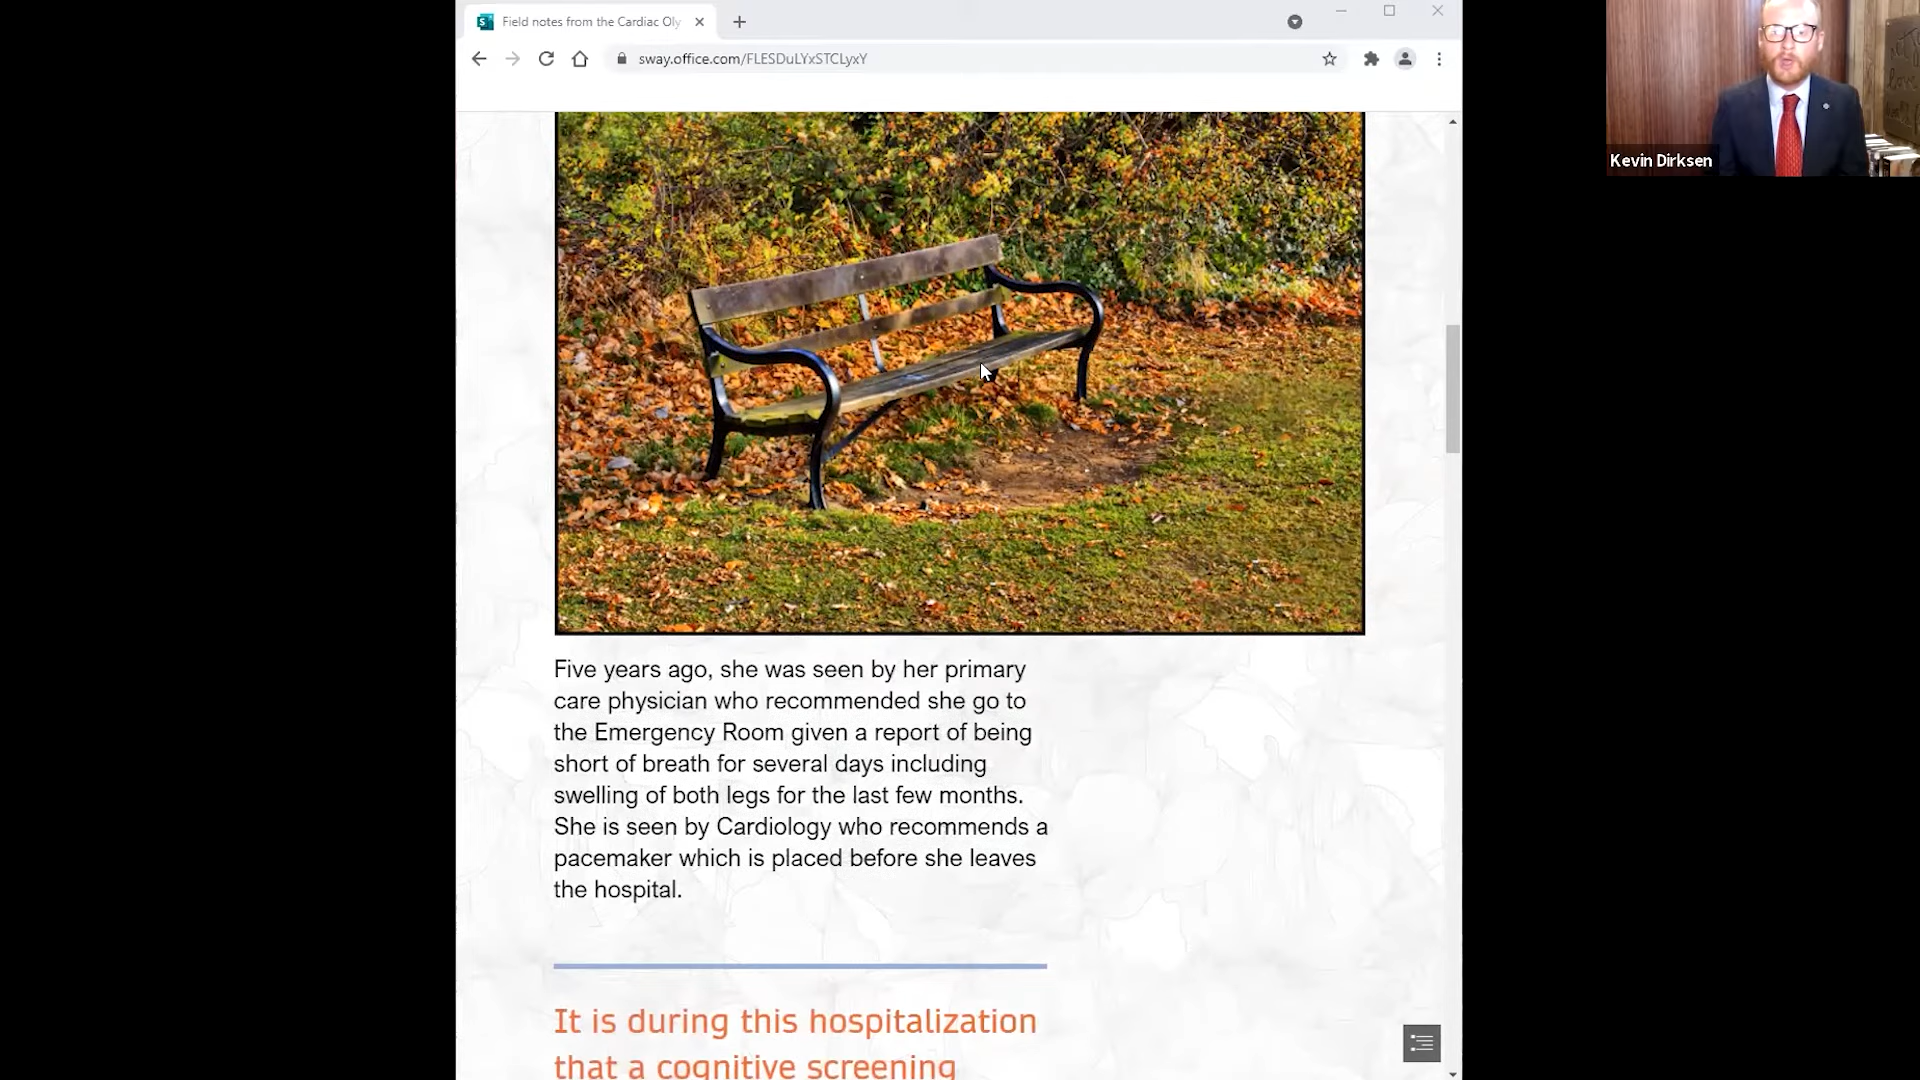 Field notes from the Cardiac Oly
sway.office.com/FLESDuLYxSTCLyxY
Kevin Dirksen
Five years ago, she was seen by her primary
care physician who recommended she go to
the Emergency Room given a report of being
short of breath for several days including
swelling of both legs for the last few months.
She is seen by Cardiology who recommends a
pacemaker which is placed before she leaves
the hospital.
It is during this hospitalization
that a cognitive screening